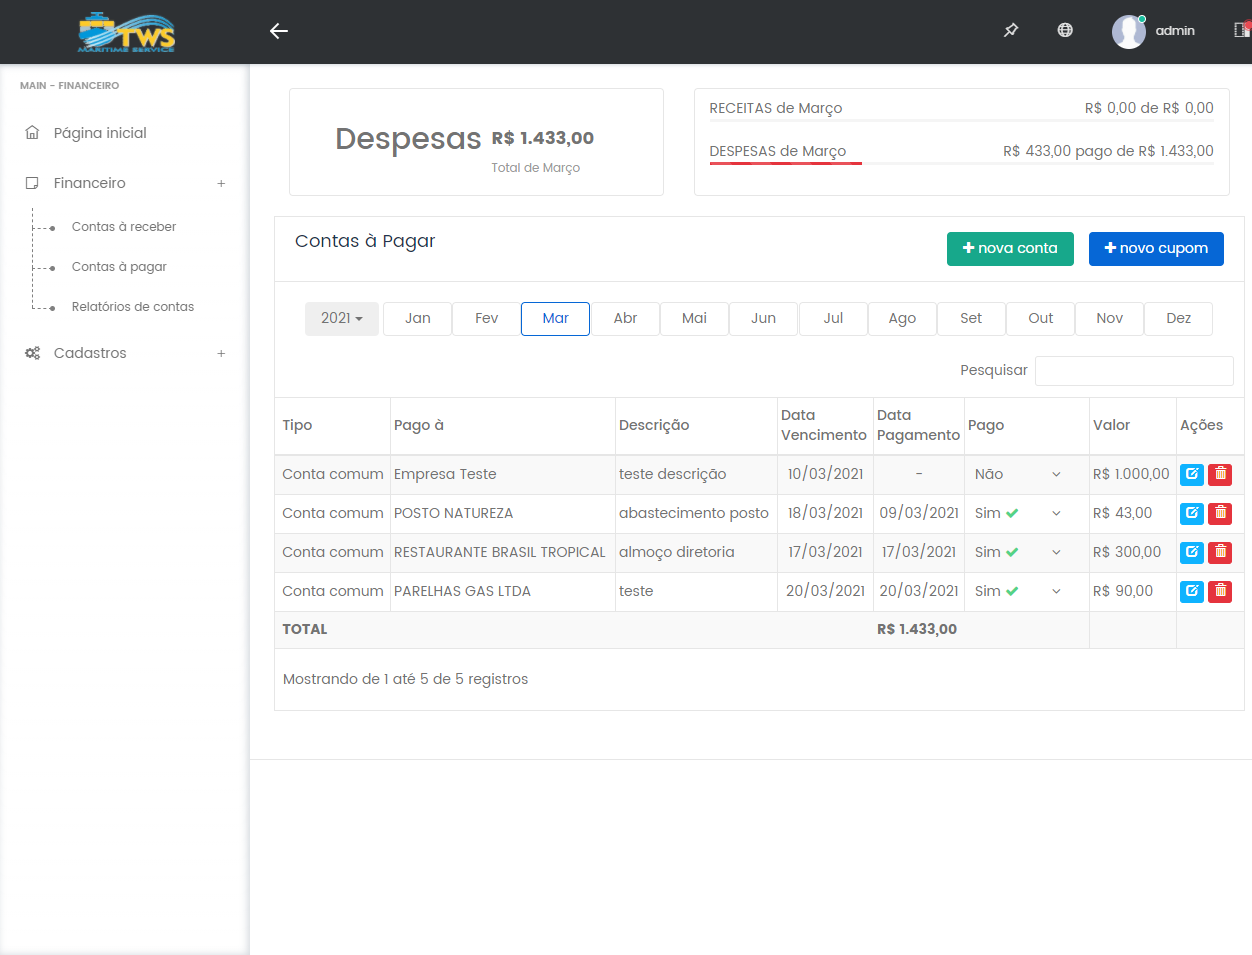 TWS
MARITIME SERVICE
admin
MAIN - FINANCEIRO
Página inicial
Financeiro +
Contas à receber
Contas à pagar
Relatórios de contas
Cadastros +
Despesas R$ 1.433,00
Total de Março
RECEITAS de Março R$ 0,00 de R$ 0,00
DESPESAS de Março R$ 433,00 pago de R$ 1.433,00
Contas à Pagar
+ nova conta
+ novo cupom
2021 Jan Fev Mar Abr Mai Jun Jul Ago Set Out Nov Dez
Pesquisar
Tipo Pago à Descrição Data Vencimento Data Pagamento Pago Valor Ações
Conta comum Empresa Teste teste descrição 10/03/2021 - Não R$ 1.000,00
Conta comum POSTO NATUREZA abastecimento posto 18/03/2021 09/03/2021 Sim R$ 43,00
Conta comum RESTAURANTE BRASIL TROPICAL almoço diretoria 17/03/2021 17/03/2021 Sim R$ 300,00
Conta comum PARELHAS GAS LTDA teste 20/03/2021 20/03/2021 Sim R$ 90,00
TOTAL R$ 1.433,00
Mostrando de 1 até 5 de 5 registros